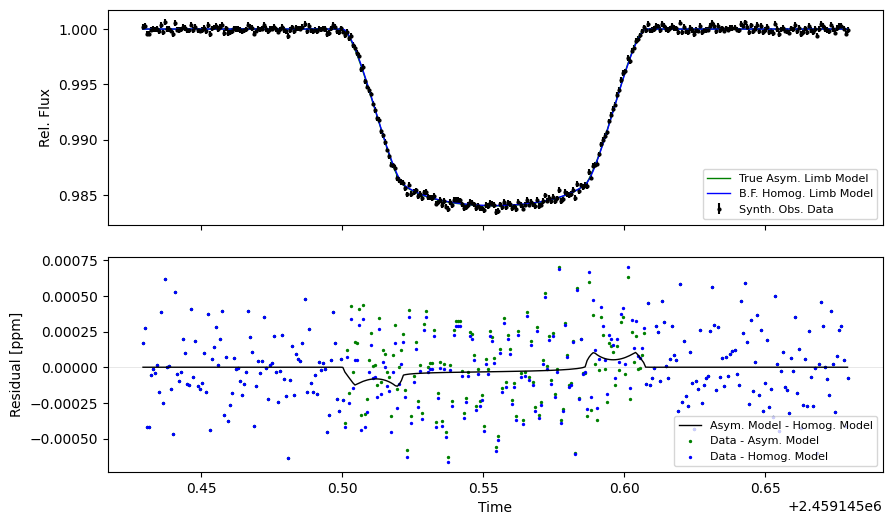 1.000
0.995
0.990
0.985
Rel. Flux
True Asym. Limb Model
B.F. Homog. Limb Model
Synth. Obs. Data
0.00075
0.00050
0.00025
0.00000
−0.00025
−0.00050
Residual [ppm]
Asym. Model - Homog. Model
Data - Asym. Model
Data - Homog. Model
0.45
0.50
0.55
0.60
0.65
Time
+2.459145e6